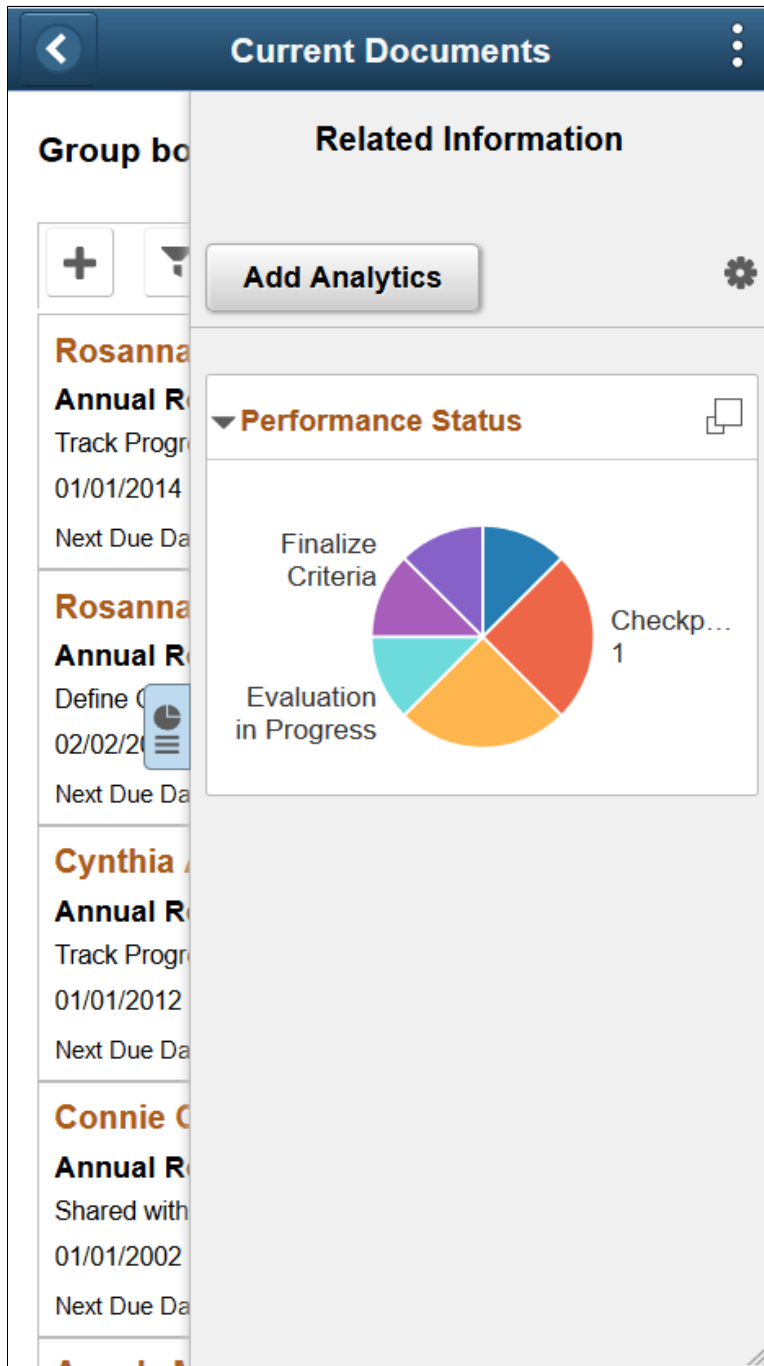 Current Documents
Group bo
Related Information
Add Analytics
Rosanna
Annual R
Track Progr
01/01/2014
Next Due Da
Performance Status
Finalize
Criteria
Checkp...
1
Evaluation
in Progress
Rosanna
Annual R
Define
02/02/2
Next Due Da
Cynthia
Annual R
Track Progr
01/01/2012
Next Due Da
Connie C
Annual R
Shared with
01/01/2002
Next Due Da